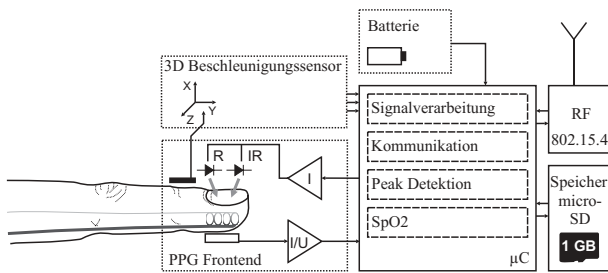 Batterie
3D Beschleunigungssensor
X
Y
Z
Signalverarbeitung
Kommunikation
Peak Detektion
SpO2
µC
RF
802.15.4
Speicher
micro-
SD
1 GB
R
IR
I
I/U
PPG Frontend